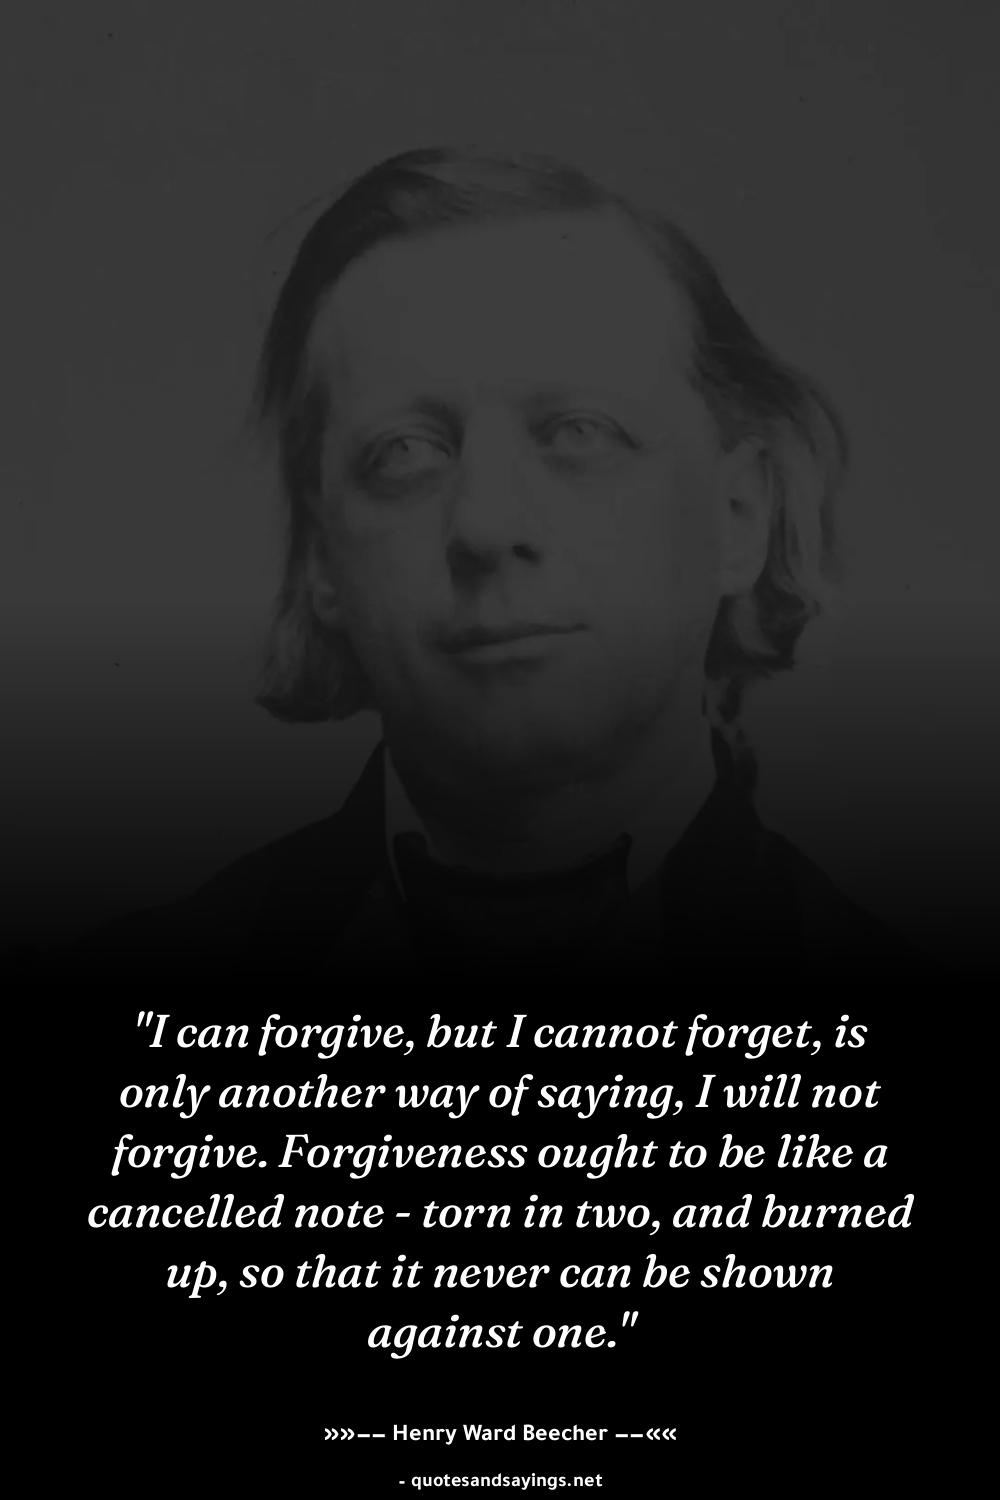 "I can forgive, but I cannot forget, is
only another way of saying, I will not
forgive. Forgiveness ought to be like a
cancelled note - torn in two, and burned
up, so that it never can be shown
against one."
»»–– Henry Ward Beecher ––««
- quotesandsayings.net